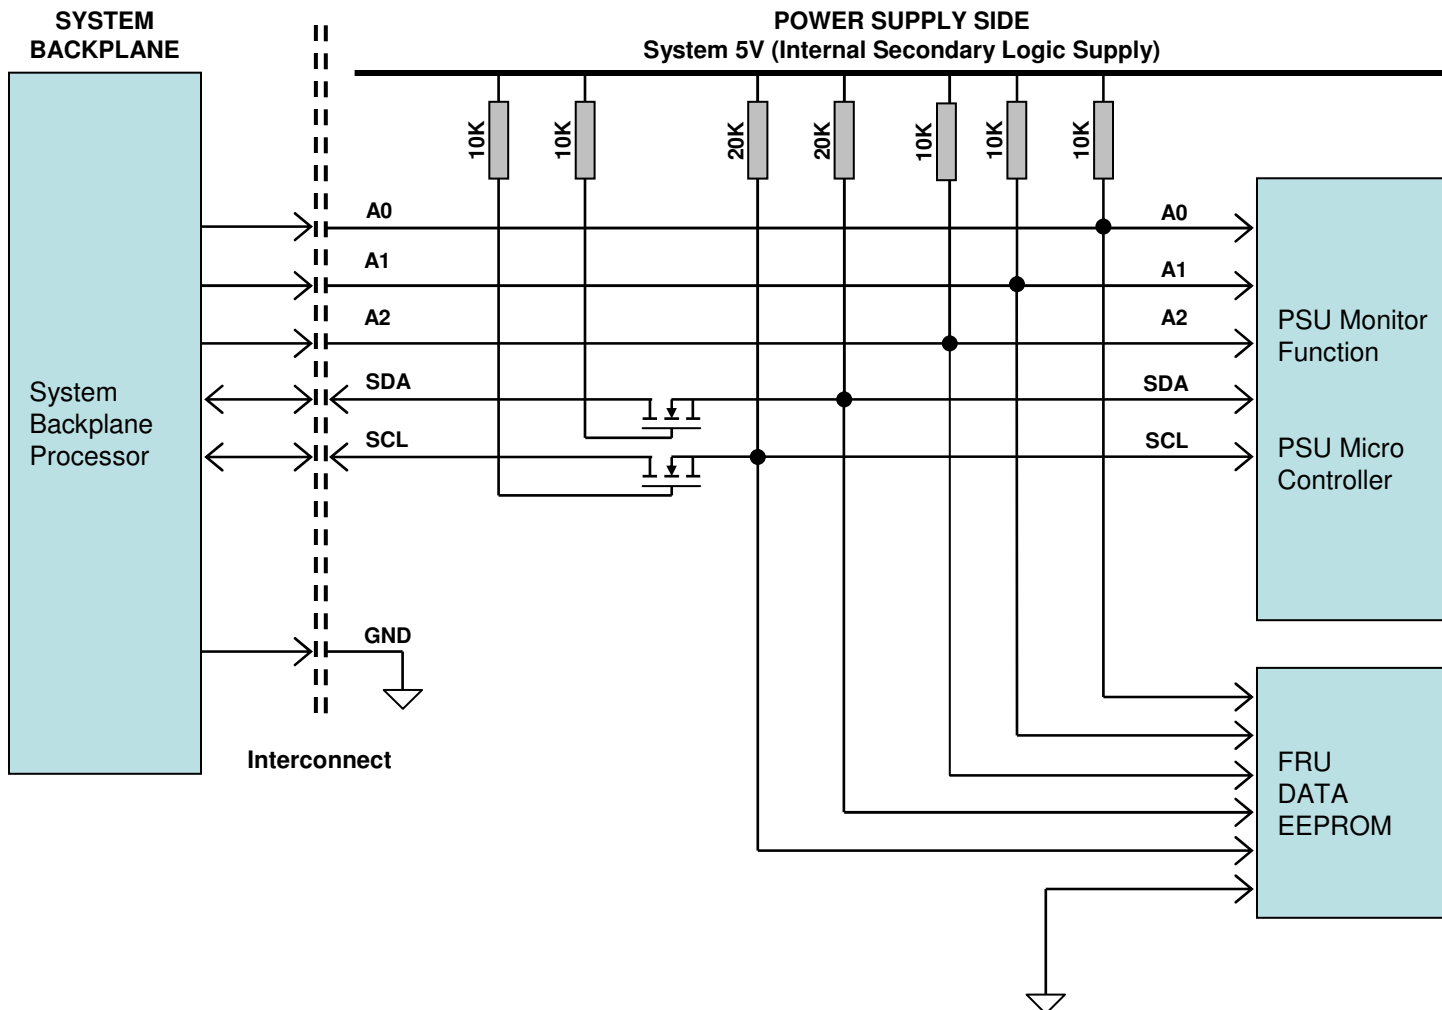 SYSTEM
BACKPLANE
POWER SUPPLY SIDE
System 5V (Internal Secondary Logic Supply)
10K
10K
20K
20K
10K
10K
10K
A0
A0
A1
A1
A2
A2
SDA
SDA
SCL
SCL
GND
System
Backplane
Processor
PSU Monitor
Function
PSU Micro
Controller
Interconnect
FRU
DATA
EEPROM